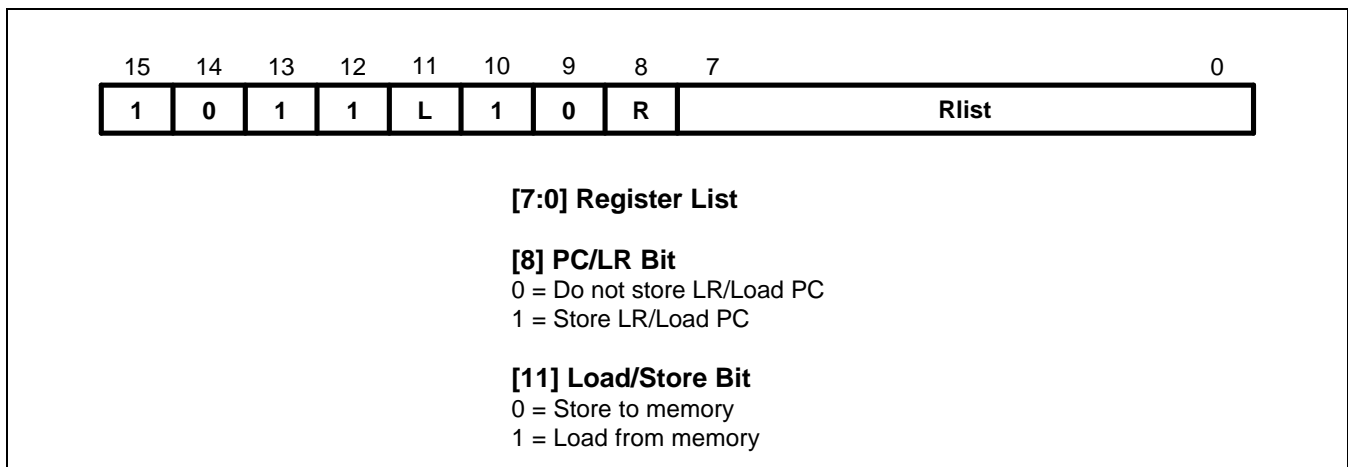 15 14 13 12 11 10 9 8 7 0
1 0 1 1 L 1 0 R Rlist
[7:0] Register List
[8] PC/LR Bit
0 = Do not store LR/Load PC
1 = Store LR/Load PC
[11] Load/Store Bit
0 = Store to memory
1 = Load from memory